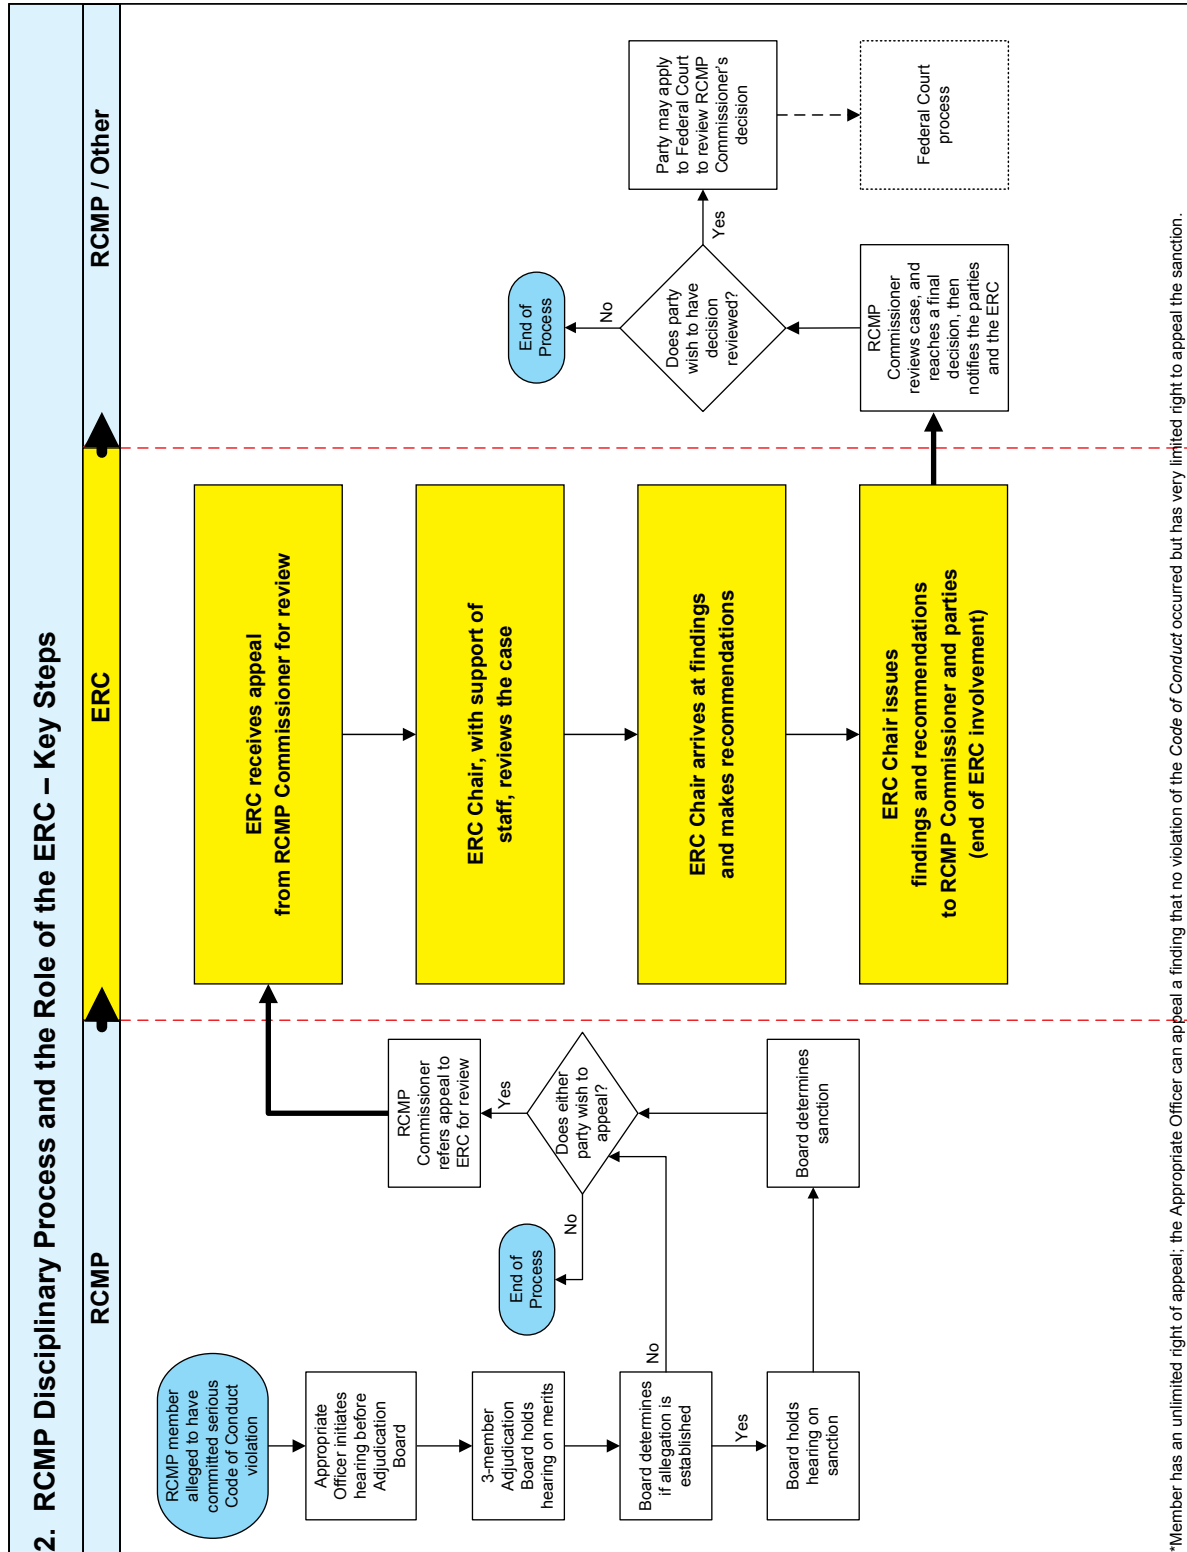 2. RCMP Disciplinary Process and the Role of the ERC – Key Steps
RCMP
ERC
RCMP / Other
RCMP member
alleged to have
committed serious
Code of Conduct
violation
Appropriate
Officer initiates
hearing before
Adjudication
Board
3-member
Adjudication
Board holds
hearing on merits
Board determines
if allegation is
established
No
Yes
Board holds
hearing on
sanction
Board determines
sanction
Does either
party wish to
appeal?
No
End of
Process
Yes
RCMP
Commissioner
refers appeal to
ERC for review
ERC receives appeal
from RCMP Commissioner for review
ERC Chair, with support of
staff, reviews the case
ERC Chair arrives at findings
and makes recommendations
ERC Chair issues
findings and recommendations
to RCMP Commissioner and parties
(end of ERC involvement)
RCMP
Commissioner
reviews case, and
reaches a final
decision, then
notifies the parties
and the ERC
Does party
wish to have
decision
reviewed?
No
End of
Process
Yes
Party may apply
to Federal Court
to review RCMP
Commissioner's
decision
Federal Court
process
*Member has an unlimited right of appeal; the Appropriate Officer can appeal a finding that no violation of the Code of Conduct occurred but has very limited right to appeal the sanction.